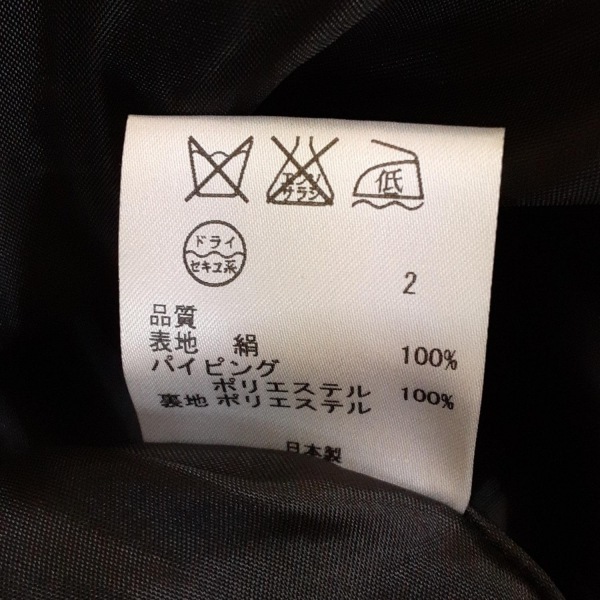 エンソ
サラシ
低
ドライ
セキユ系
2
品質
表地 絹 100%
パイピング
ポリエステル 100%
裏地 ポリエステル
日本製